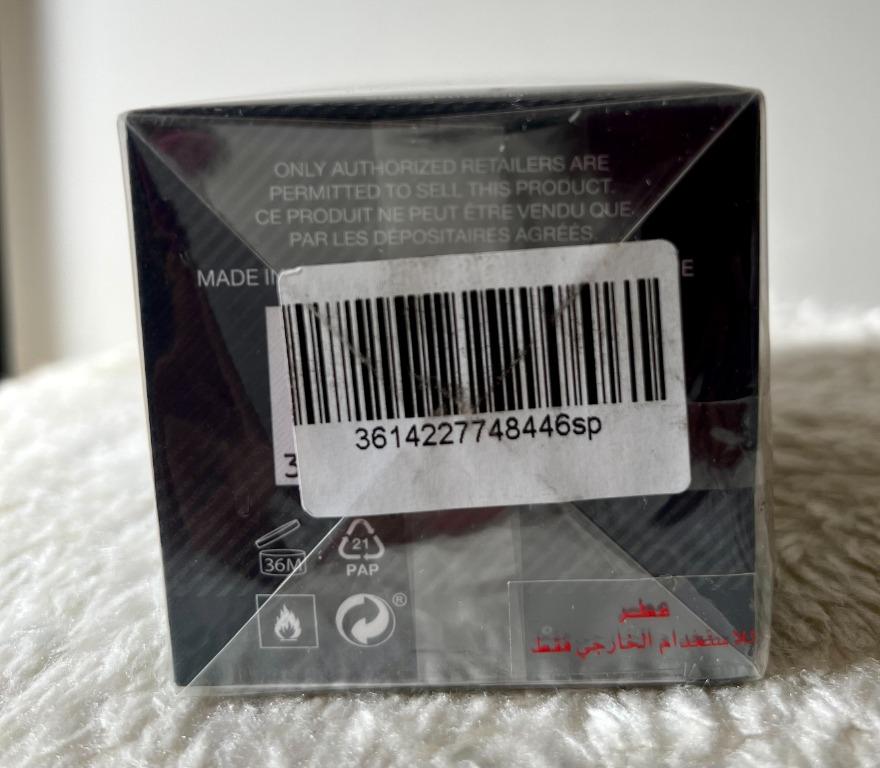 ONLY AUTHORIZED RETAILERS ARE
PERMITTED TO SELL THIS PRODUCT.
CE PRODUIT NE PEUT ÊTRE VENDU QUE
PAR LES DÉPOSITAIRES AGRÉÉS.
MADE IN
3614227748446sp
36M
21
PAP
®
عطر
للاستخدام الخارجي فقط